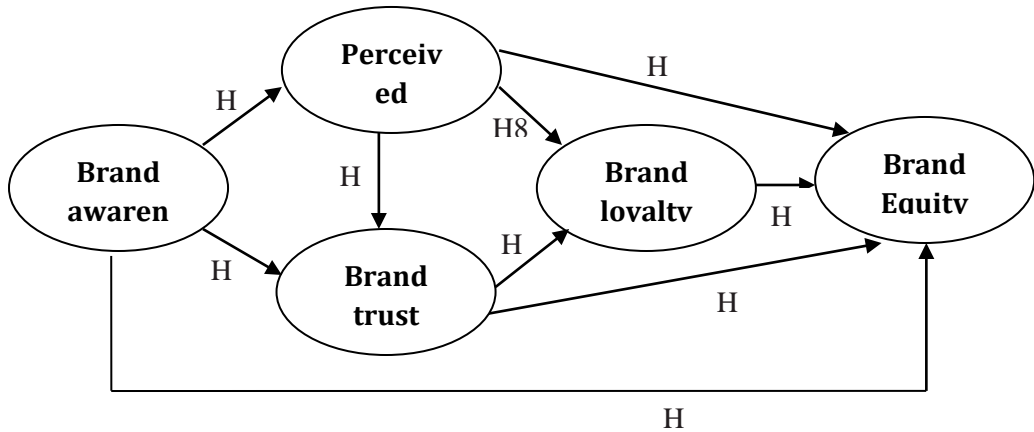 Perceiv
ed
H
H
H8
Brand
awaren
H
Brand
loyalty
Brand
Equity
H
H
H
Brand
trust
H
H